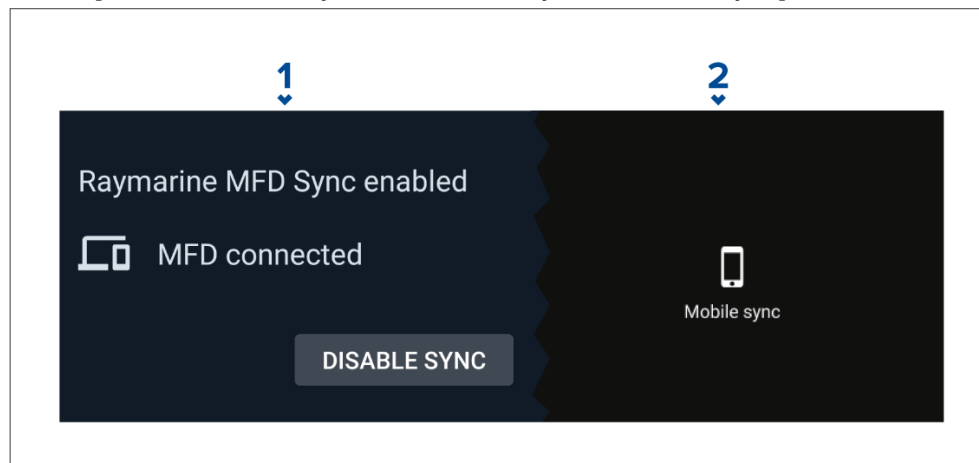 1
2
Raymarine MFD Sync enabled
MFD connected
Mobile sync
DISABLE SYNC